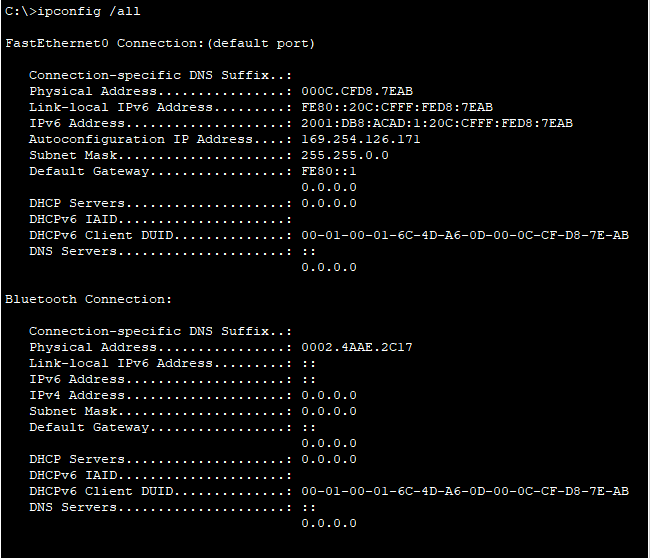 C:\>ipconfig /all
FastEthernet0 Connection:(default port)
Connection-specific DNS Suffix..:
Physical Address................: 000C.CFD8.7EAB
Link-local IPv6 Address.........: FE80::20C:CFFF:FED8:7EAB
IPv6 Address....................: 2001:DB8:ACAD:1:20C:CFFF:FED8:7EAB
Autoconfiguration IP Address....: 169.254.126.171
Subnet Mask.....................: 255.255.0.0
Default Gateway.................: FE80::1
0.0.0.0
DHCP Servers....................: 0.0.0.0
DHCPv6 IAID.....................:
DHCPv6 Client DUID..............: 00-01-00-01-6C-4D-A6-0D-00-0C-CF-D8-7E-AB
DNS Servers.....................: ::
0.0.0.0
Bluetooth Connection:
Connection-specific DNS Suffix..:
Physical Address................: 0002.4AAE.2C17
Link-local IPv6 Address.........: ::
IPv6 Address....................: ::
IPv4 Address....................: 0.0.0.0
Subnet Mask.....................: 0.0.0.0
Default Gateway.................: ::
0.0.0.0
DHCP Servers....................: 0.0.0.0
DHCPv6 IAID.....................:
DHCPv6 Client DUID..............: 00-01-00-01-6C-4D-A6-0D-00-0C-CF-D8-7E-AB
DNS Servers.....................: ::
0.0.0.0